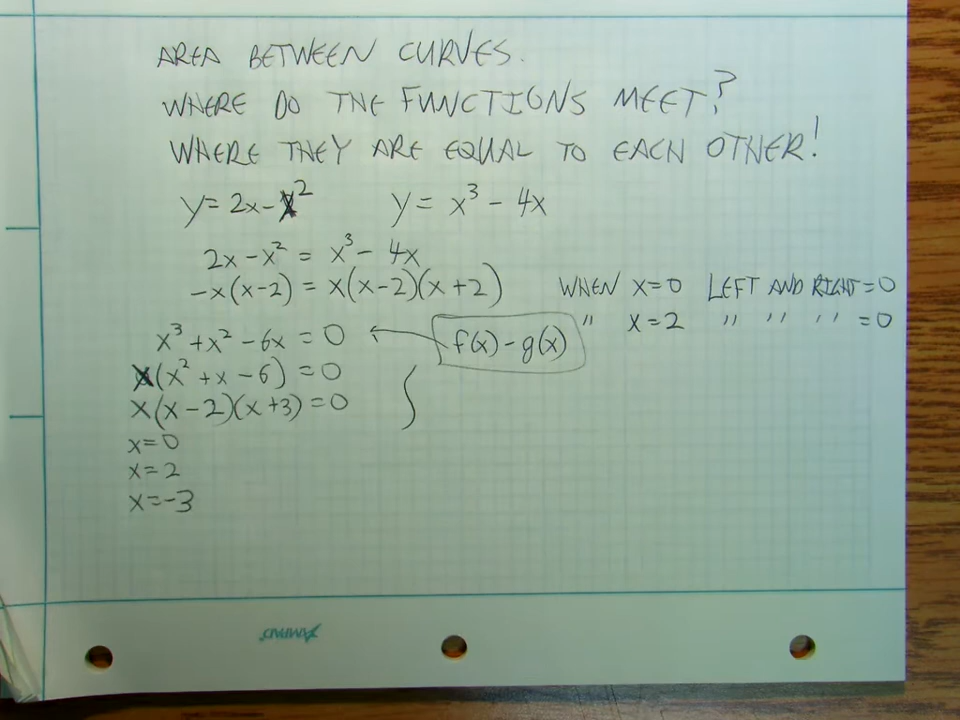 AREA BETWEEN CURVES.
WHERE DO THE FUNCTIONS MEET?
WHERE THEY ARE EQUAL TO EACH OTHER!
y = 2x - x² y = x³ - 4x
2x - x² = x³ - 4x
-x(x-2) = x(x-2)(x+2) WHEN x=0 LEFT AND RIGHT=0
" x=2 " " " =0
x³ + x² - 6x = 0 ← f(x) - g(x)
x(x² + x - 6) = 0
x(x - 2)(x + 3) = 0 ∫
x=0
x=2
x=-3
AMPAD